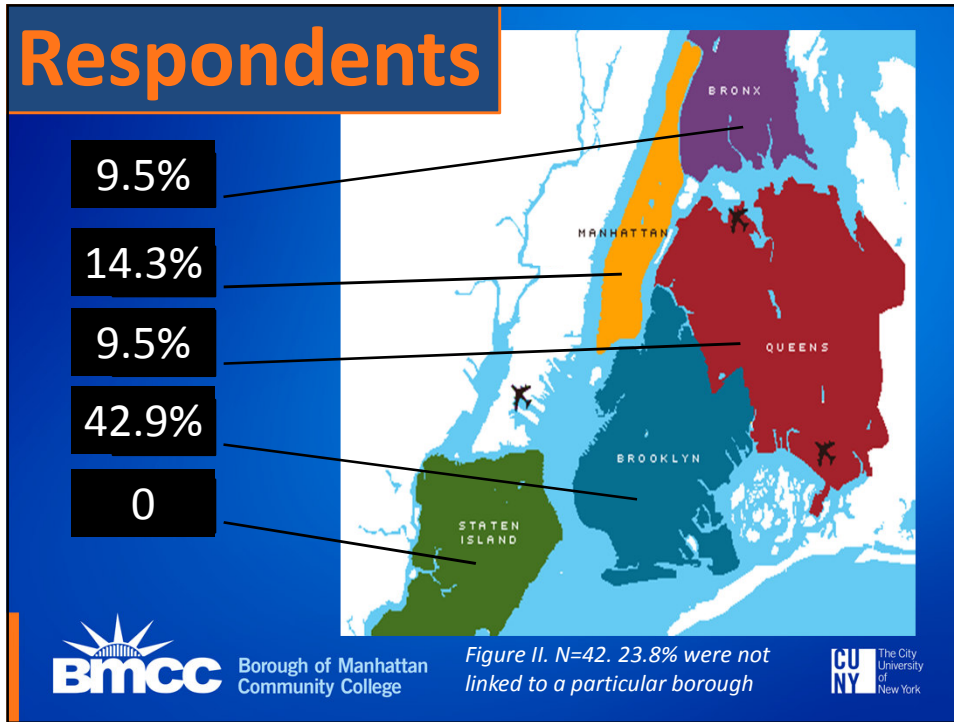 Respondents
9.5%
14.3%
9.5%
42.9%
0
BRONX
MANHATTAN
QUEENS
BROOKLYN
STATEN
ISLAND
BMCC
Borough of Manhattan
Community College
Figure II. N=42. 23.8% were not
linked to a particular borough
CU
NY
The City
University
of
New York